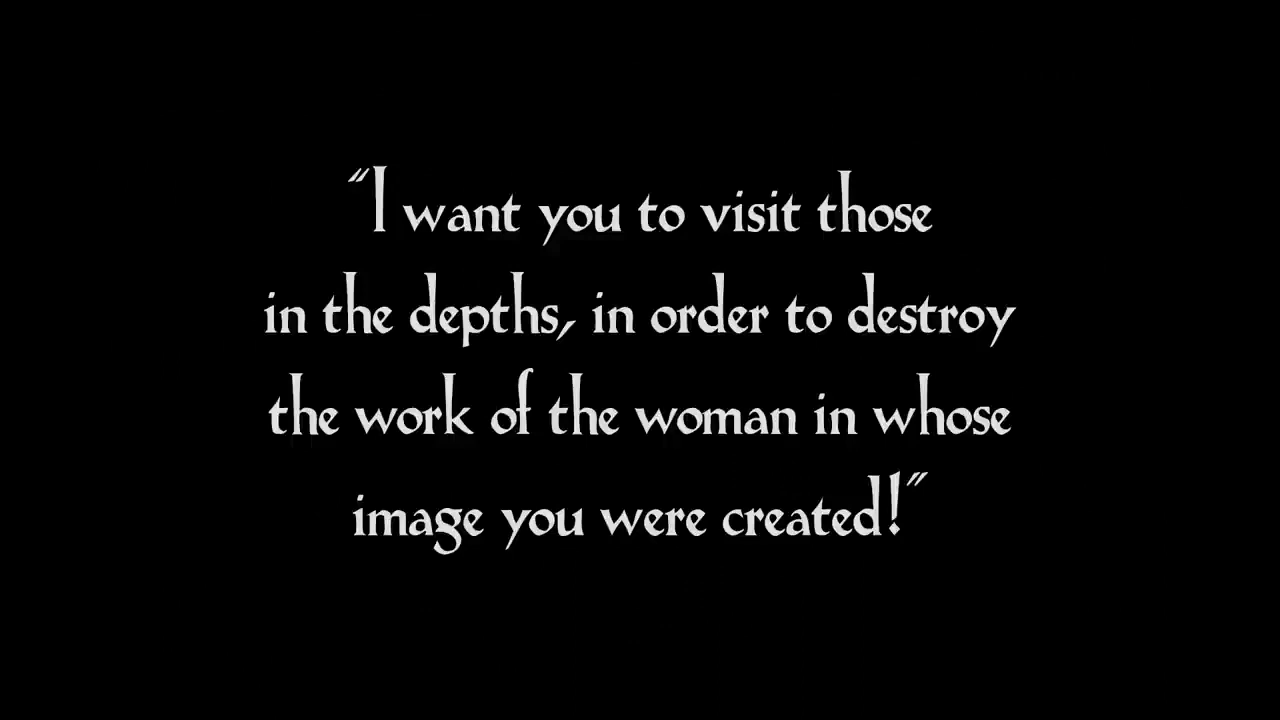 “I want you to visit those
in the depths, in order to destroy
the work of the woman in whose
image you were created!”